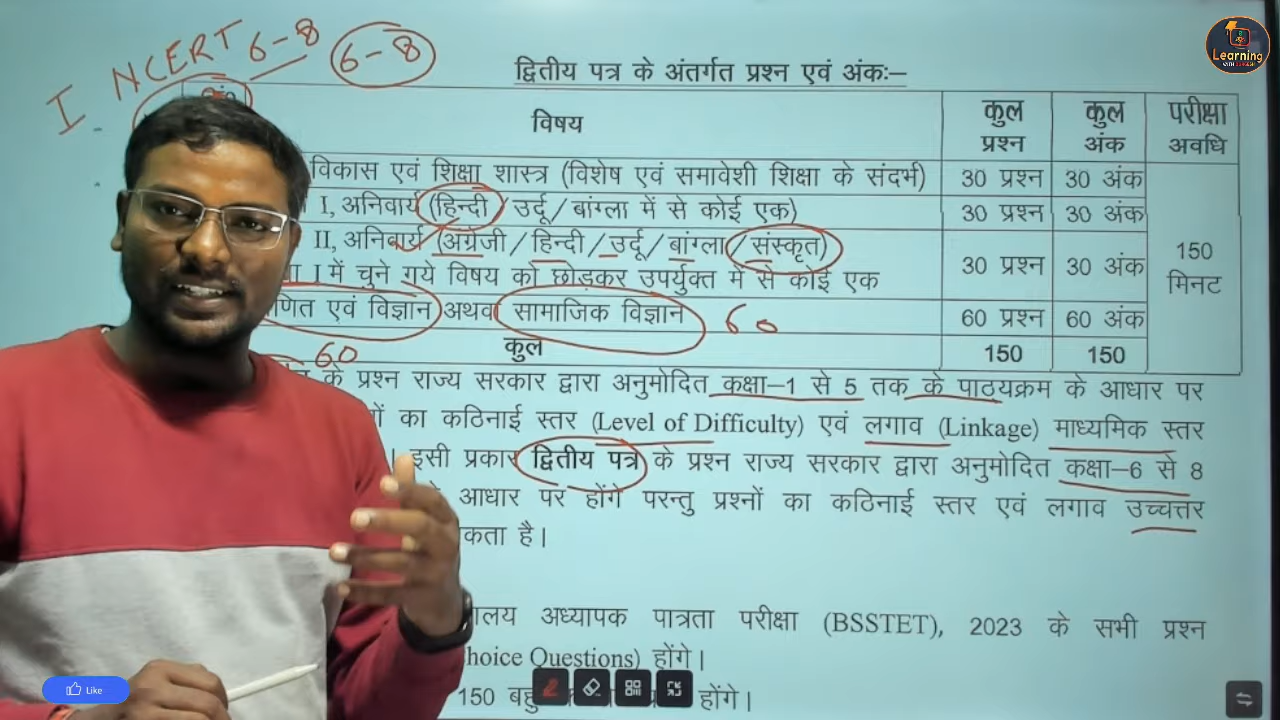 I NCERT 6-8 6-8
Learning
द्वितीय पत्र के अंतर्गत प्रश्न एवं अंकः–
विषय कुल प्रश्न कुल अंक परीक्षा अवधि
विकास एवं शिक्षा शास्त्र (विशेष एवं समावेशी शिक्षा के संदर्भ) 30 प्रश्न 30 अंक
I, अनिवार्य (हिन्दी / उर्दू / बांग्ला में से कोई एक) 30 प्रश्न 30 अंक
II, अनिवार्य (अग्रेजी / हिन्दी / उर्दू / बांग्ला / संस्कृत)
I में चुने गये विषय को छोड़कर उपर्युक्त में से कोई एक 30 प्रश्न 30 अंक
150 मिनट
एवं विज्ञान अथवा सामाजिक विज्ञान 60 60 प्रश्न 60 अंक
60 कुल 150 150
के प्रश्न राज्य सरकार द्वारा अनुमोदित कक्षा–1 से 5 तक के पाठ्यक्रम के आधार पर
का कठिनाई स्तर (Level of Difficulty) एवं लगाव (Linkage) माध्यमिक स्तर
। इसी प्रकार द्वितीय पत्र के प्रश्न राज्य सरकार द्वारा अनुमोदित कक्षा–6 से 8
आधार पर होंगे परन्तु प्रश्नों का कठिनाई स्तर एवं लगाव उच्चत्तर
है।
अध्यापक पात्रता परीक्षा (BSSTET), 2023 के सभी प्रश्न
Questions) होंगे।
150 होंगे।
2
Like